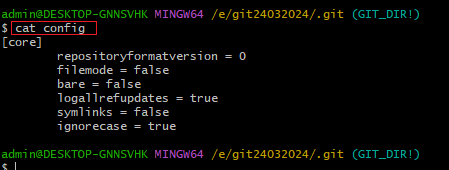 admin@DESKTOP-GNNSVHK MINGW64 /e/git24032024/.git (GIT_DIR!)
$ cat config
[core]
        repositoryformatversion = 0
        filemode = false
        bare = false
        logallrefupdates = true
        symlinks = false
        ignorecase = true

admin@DESKTOP-GNNSVHK MINGW64 /e/git24032024/.git (GIT_DIR!)
$